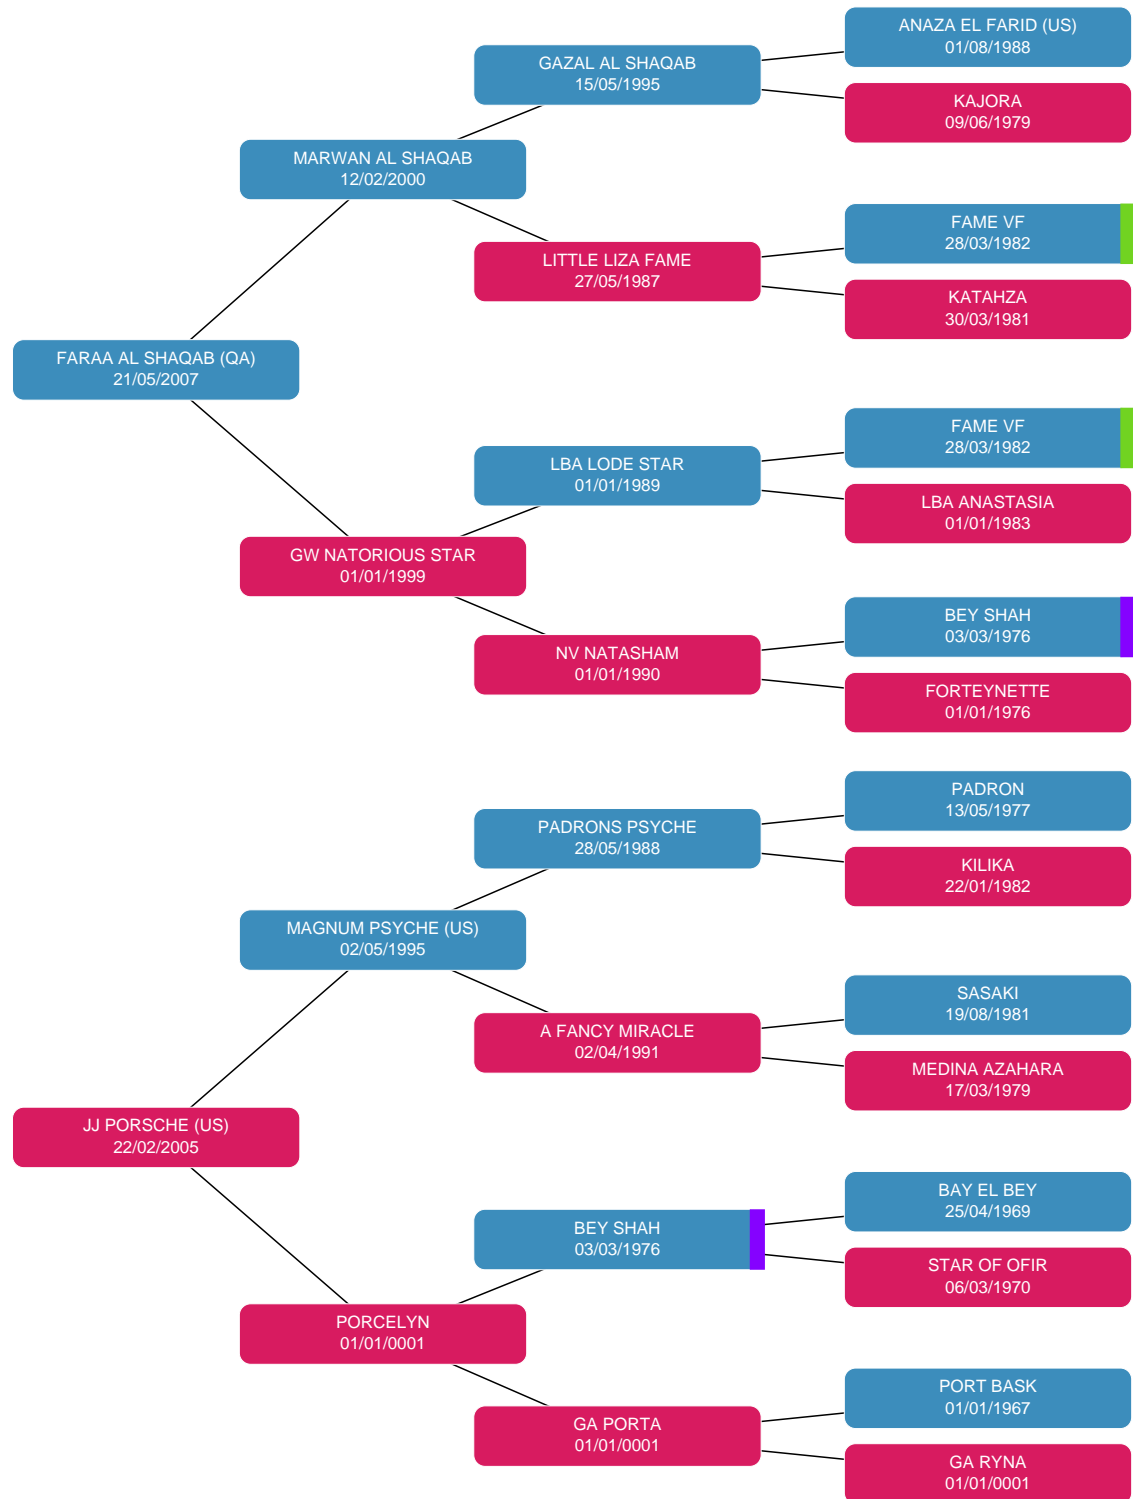 ANAZA EL FARID (US)
01/08/1988
GAZAL AL SHAQAB
15/05/1995
KAJORA
09/06/1979
MARWAN AL SHAQAB
12/02/2000
FAME VF
28/03/1982
LITTLE LIZA FAME
27/05/1987
KATAHZA
30/03/1981
FARAA AL SHAQAB (QA)
21/05/2007
FAME VF
28/03/1982
LBA LODE STAR
01/01/1989
LBA ANASTASIA
01/01/1983
GW NATORIOUS STAR
01/01/1999
BEY SHAH
03/03/1976
NV NATASHAM
01/01/1990
FORTEYNETTE
01/01/1976
PADRON
13/05/1977
PADRONS PSYCHE
28/05/1988
KILIKA
22/01/1982
MAGNUM PSYCHE (US)
02/05/1995
SASAKI
19/08/1981
A FANCY MIRACLE
02/04/1991
MEDINA AZAHARA
17/03/1979
JJ PORSCHE (US)
22/02/2005
BAY EL BEY
25/04/1969
BEY SHAH
03/03/1976
STAR OF OFIR
06/03/1970
PORCELYN
01/01/0001
PORT BASK
01/01/1967
GA PORTA
01/01/0001
GA RYNA
01/01/0001